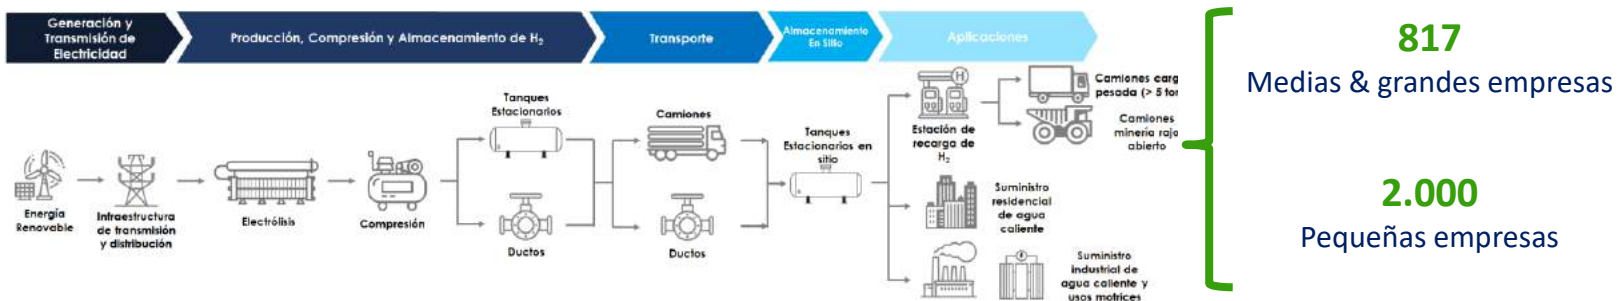 Generación y
Transmisión de
Electricidad
Producción, Compresión y Almacenamiento de H₂
Transporte
Almacenamiento
En Sitio
Aplicaciones
817
Medias & grandes empresas
2.000
Pequeñas empresas
Energía
Renovable
Infraestructura
de transmisión
y distribución
Electrólisis
Compresión
Tanques
Estacionarios
Ductos
Camiones
Ductos
Tanques
Estacionarios en
sitio
H
Estación de
recarga de
H₂
Camiones carg
pesada (> 5 ton
Camiones
minería rajo
abierto
Suministro
residencial
de agua
caliente
Suministro
industrial de
agua caliente y
usos motrices